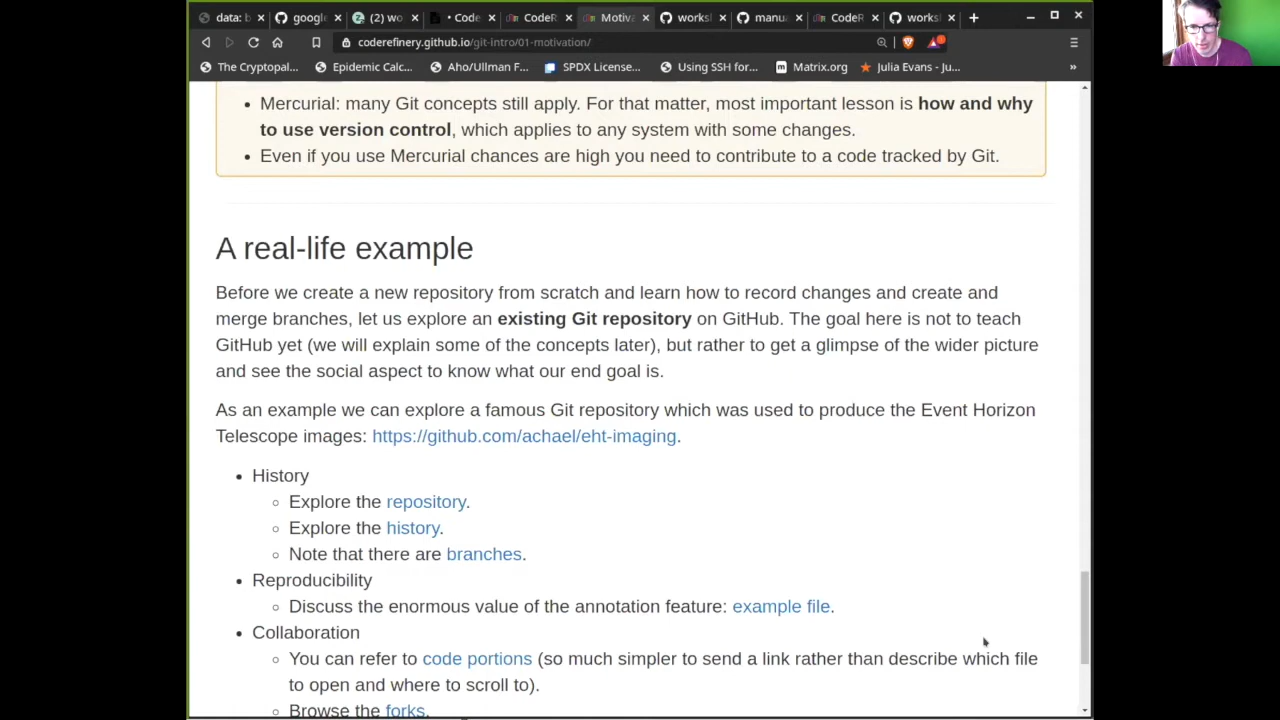 data: b
google
(2) wo
• Code
CodeR
Motiva
works
manu
CodeR
works
coderefinery.github.io/git-intro/01-motivation/
The Cryptopal...
Epidemic Calc...
Aho/Ullman F...
SPDX License...
Using SSH for...
Matrix.org
Julia Evans - Ju...
»
• Mercurial: many Git concepts still apply. For that matter, most important lesson is how and why
to use version control, which applies to any system with some changes.
• Even if you use Mercurial chances are high you need to contribute to a code tracked by Git.
A real-life example
Before we create a new repository from scratch and learn how to record changes and create and
merge branches, let us explore an existing Git repository on GitHub. The goal here is not to teach
GitHub yet (we will explain some of the concepts later), but rather to get a glimpse of the wider picture
and see the social aspect to know what our end goal is.
As an example we can explore a famous Git repository which was used to produce the Event Horizon
Telescope images: https://github.com/achael/eht-imaging.
• History
◦ Explore the repository.
◦ Explore the history.
◦ Note that there are branches.
• Reproducibility
◦ Discuss the enormous value of the annotation feature: example file.
• Collaboration
◦ You can refer to code portions (so much simpler to send a link rather than describe which file
to open and where to scroll to).
◦ Browse the forks.